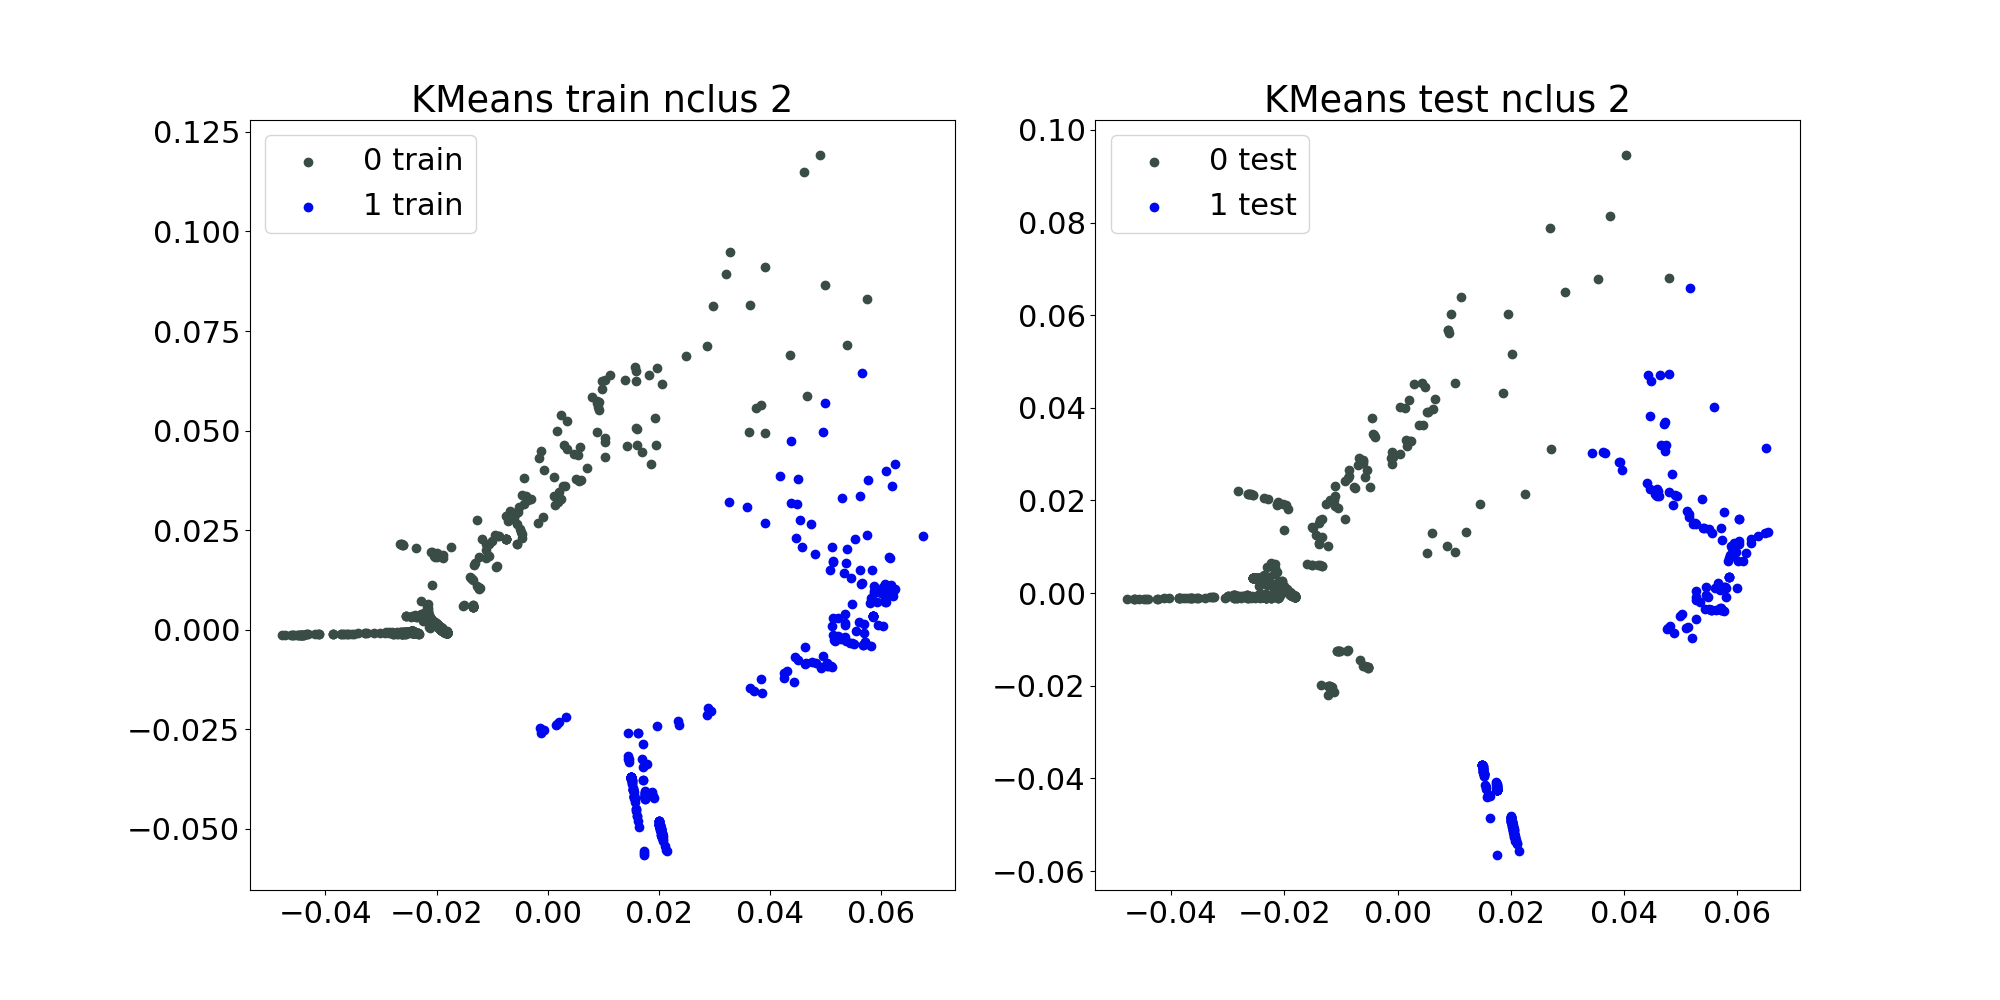 KMeans train nclus 2
0 train
1 train
0.125
0.100
0.075
0.050
0.025
0.000
−0.025
−0.050
−0.04 −0.02 0.00 0.02 0.04 0.06
KMeans test nclus 2
0 test
1 test
0.10
0.08
0.06
0.04
0.02
0.00
−0.02
−0.04
−0.06
−0.04 −0.02 0.00 0.02 0.04 0.06